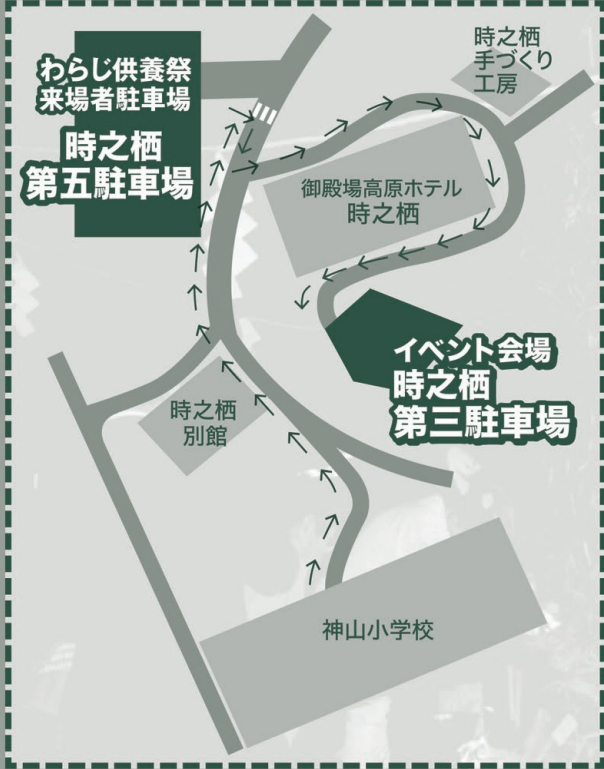 わらじ供養祭
来場者駐車場
時之栖
第五駐車場
時之栖
手づくり
工房
御殿場高原ホテル
時之栖
イベント会場
時之栖
第三駐車場
時之栖
別館
神山小学校